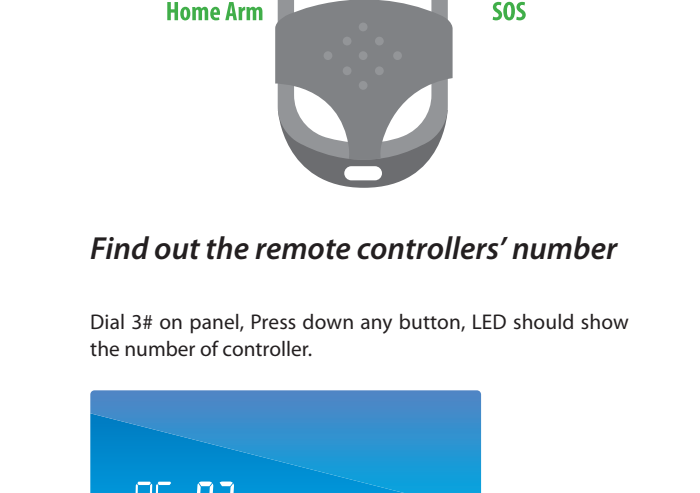 Home Arm
SOS
Find out the remote controllers’ number
Dial 3# on panel, Press down any button, LED should show
the number of controller.